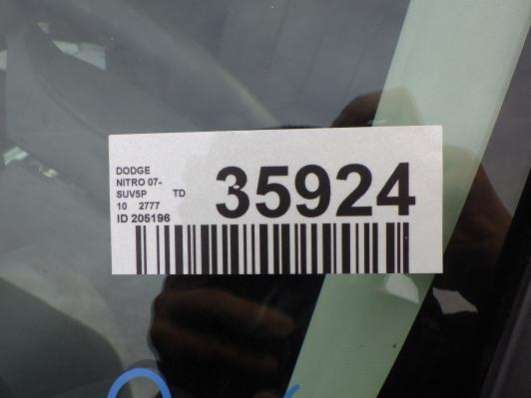 DODGE
NITRO 07-
SUV5P TD
10 2777
ID 205196
35924